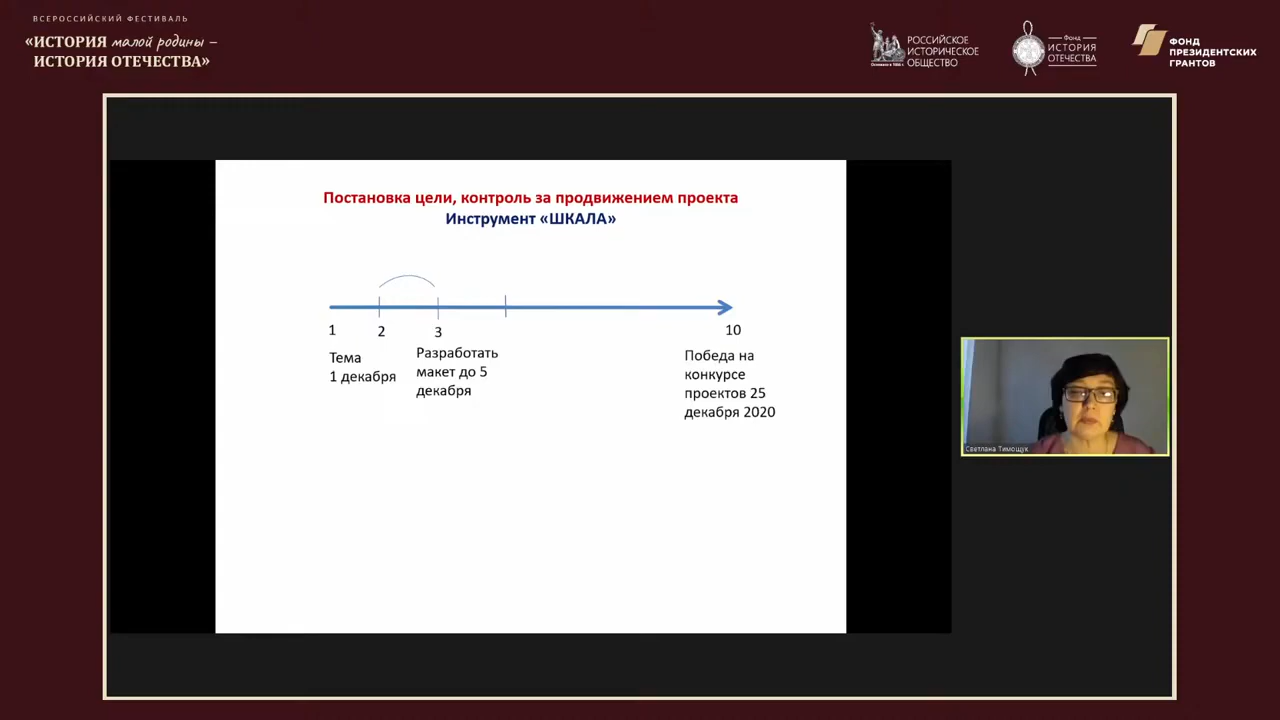 ВСЕРОССИЙСКИЙ ФЕСТИВАЛЬ
«ИСТОРИЯ малой родины –
ИСТОРИЯ ОТЕЧЕСТВА»
РОССИЙСКОЕ
ИСТОРИЧЕСКОЕ
ОБЩЕСТВО
Основано в 1866 г.
Фонд
ИСТОРИЯ
ОТЕЧЕСТВА
ФОНД
ПРЕЗИДЕНТСКИХ
ГРАНТОВ
Постановка цели, контроль за продвижением проекта
Инструмент «ШКАЛА»
1
2
3
10
Тема
1 декабря
Разработать
макет до 5
декабря
Победа на
конкурсе
проектов 25
декабря 2020
Светлана Тимощук